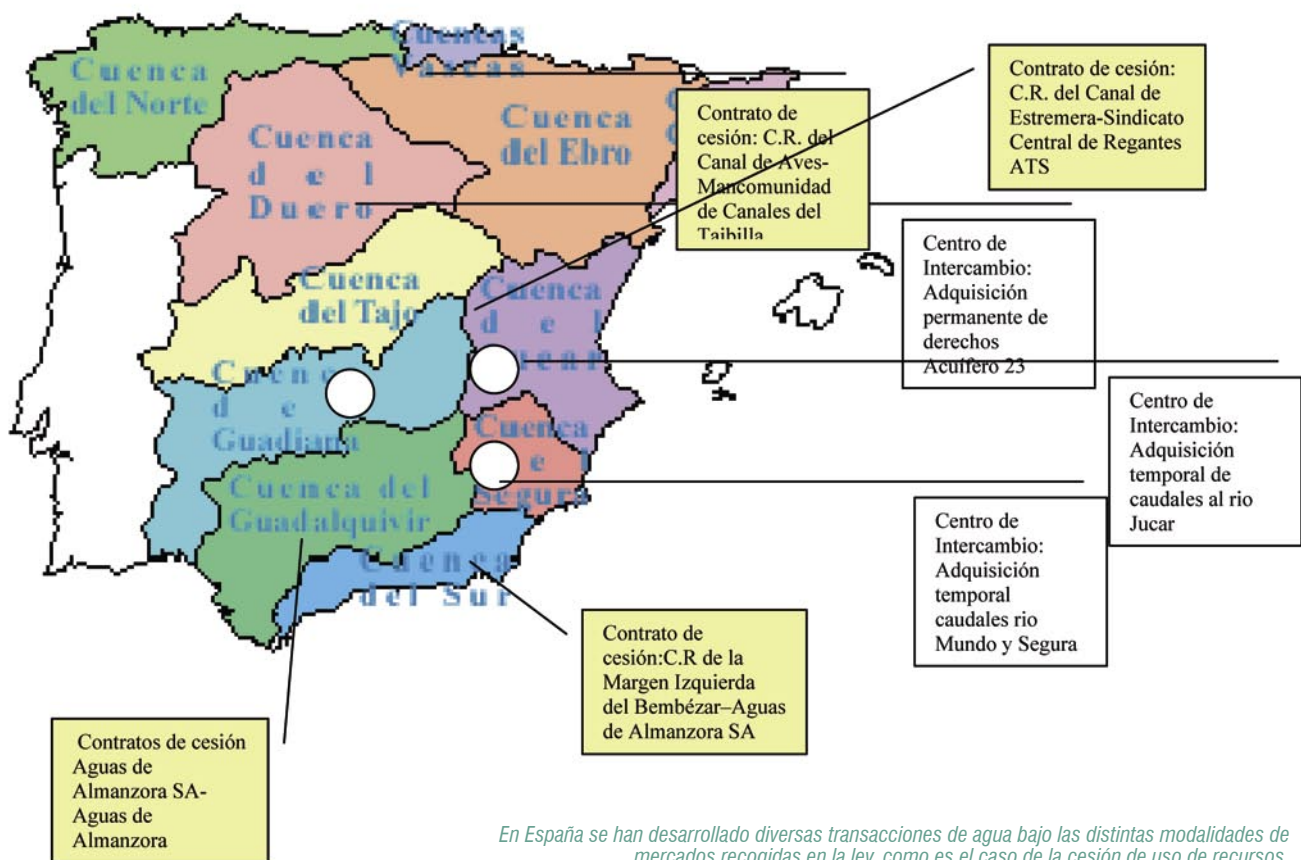 Cuencas
Vascas
Cuenca
del Norte
Cuenca
del Ebro
Cuenca
d e l
Duero
Cuenca
del Tajo
Cuenca
d e l
Cuenca
d e
Guadiana
Cuenca
e l
Segura
Cuenca del
Guadalquivir
Cuenca
del Sur
Contrato de
cesión: C.R. del
Canal de Aves-
Mancomunidad
de Canales del
Taibilla
Contrato de cesión:
C.R. del Canal de
Estremera-Sindicato
Central de Regantes
ATS
Centro de
Intercambio:
Adquisición
permanente de
derechos
Acuífero 23
Centro de
Intercambio:
Adquisición
temporal de
caudales al rio
Jucar
Centro de
Intercambio:
Adquisición
temporal
caudales rio
Mundo y Segura
Contrato de
cesión:C.R de la
Margen Izquierda
del Bembézar–Aguas
de Almanzora SA
Contratos de cesión
Aguas de
Almanzora SA-
Aguas de
Almanzora
En España se han desarrollado diversas transacciones de agua bajo las distintas modalidades de
mercados recogidas en la ley, como es el caso de la cesión de uso de recursos.